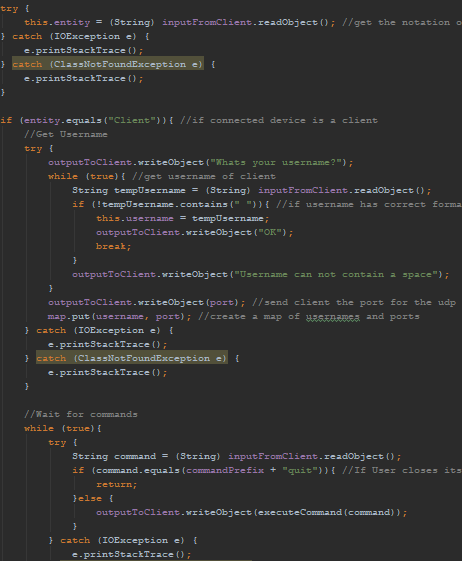 try {
this.entity = (String) inputFromClient.readObject(); //get the notation o
} catch (IOException e) {
e.printStackTrace();
} catch (ClassNotFoundException e) {
e.printStackTrace();
}
if (entity.equals("Client")){ //if connected device is a client
//Get Username
try {
outputToClient.writeObject("Whats your username?");
while (true){ //get username of client
String tempUsername = (String) inputFromClient.readObject();
if (!tempUsername.contains(" ")){ //if username has correct forma
this.username = tempUsername;
outputToClient.writeObject("OK");
break;
}
outputToClient.writeObject("Username can not contain a space");
}
outputToClient.writeObject(port); //send client the port for the udp
map.put(username, port); //create a map of usernames and ports
} catch (IOException e) {
e.printStackTrace();
} catch (ClassNotFoundException e) {
e.printStackTrace();
}
//Wait for commands
while (true){
try {
String command = (String) inputFromClient.readObject();
if (command.equals(commandPrefix + "quit")){ //If User closes its
return;
}else {
outputToClient.writeObject(executeCommand(command));
}
} catch (IOException e) {
e.printStackTrace();